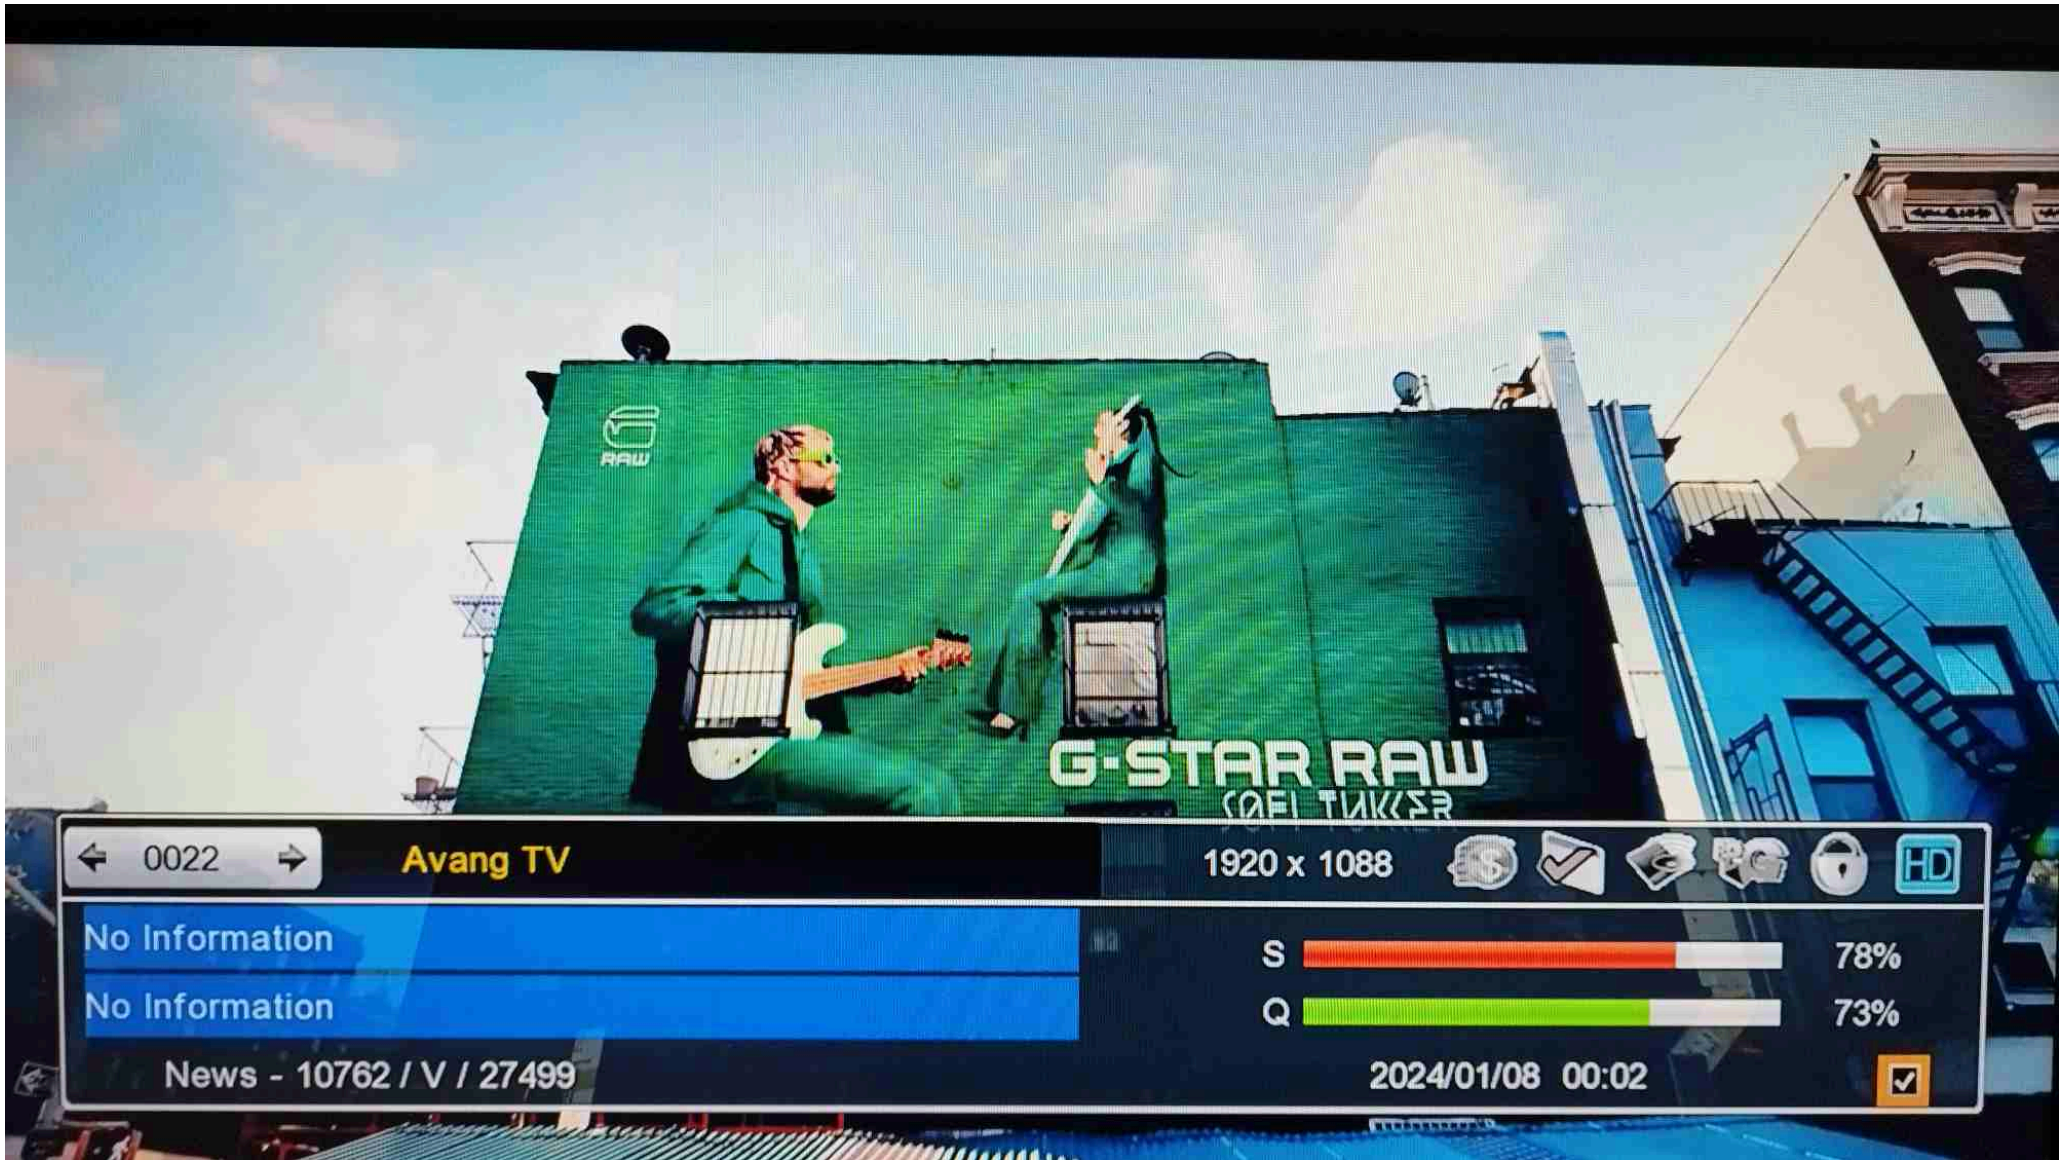 RAW
G-STAR RAW
SOFI TUKKER
0022
Avang TV
1920 x 1088
$
HD
No Information
No Information
S
78%
Q
73%
News - 10762 / V / 27499
2024/01/08 00:02